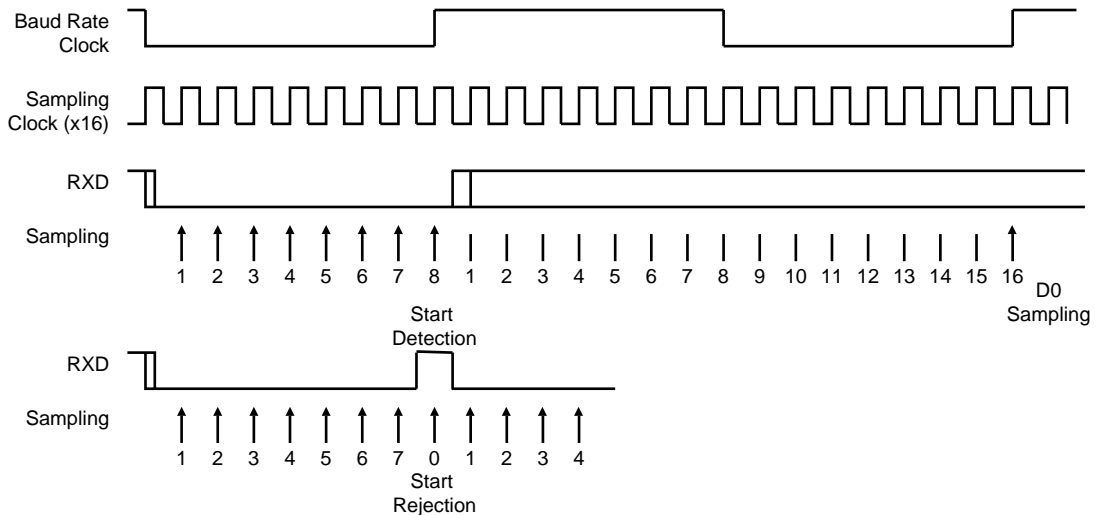 Baud Rate
Clock
Sampling
Clock (x16)
RXD
Sampling
1 2 3 4 5 6 7 8 1 2 3 4 5 6 7 8 9 10 11 12 13 14 15 16
D0
Sampling
Start
Detection
RXD
Sampling
1 2 3 4 5 6 7 0 1 2 3 4
Start
Rejection